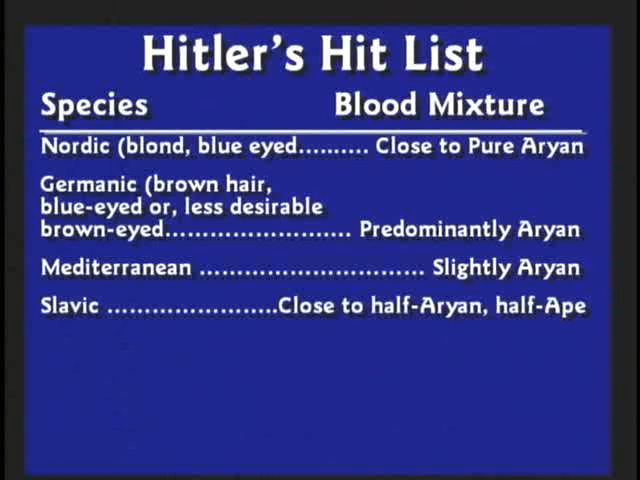 Hitler's Hit List
Species Blood Mixture
Nordic (blond, blue eyed.......... Close to Pure Aryan
Germanic (brown hair,
blue-eyed or, less desirable
brown-eyed......................... Predominantly Aryan
Mediterranean .............................. Slightly Aryan
Slavic .......................Close to half-Aryan, half-Ape